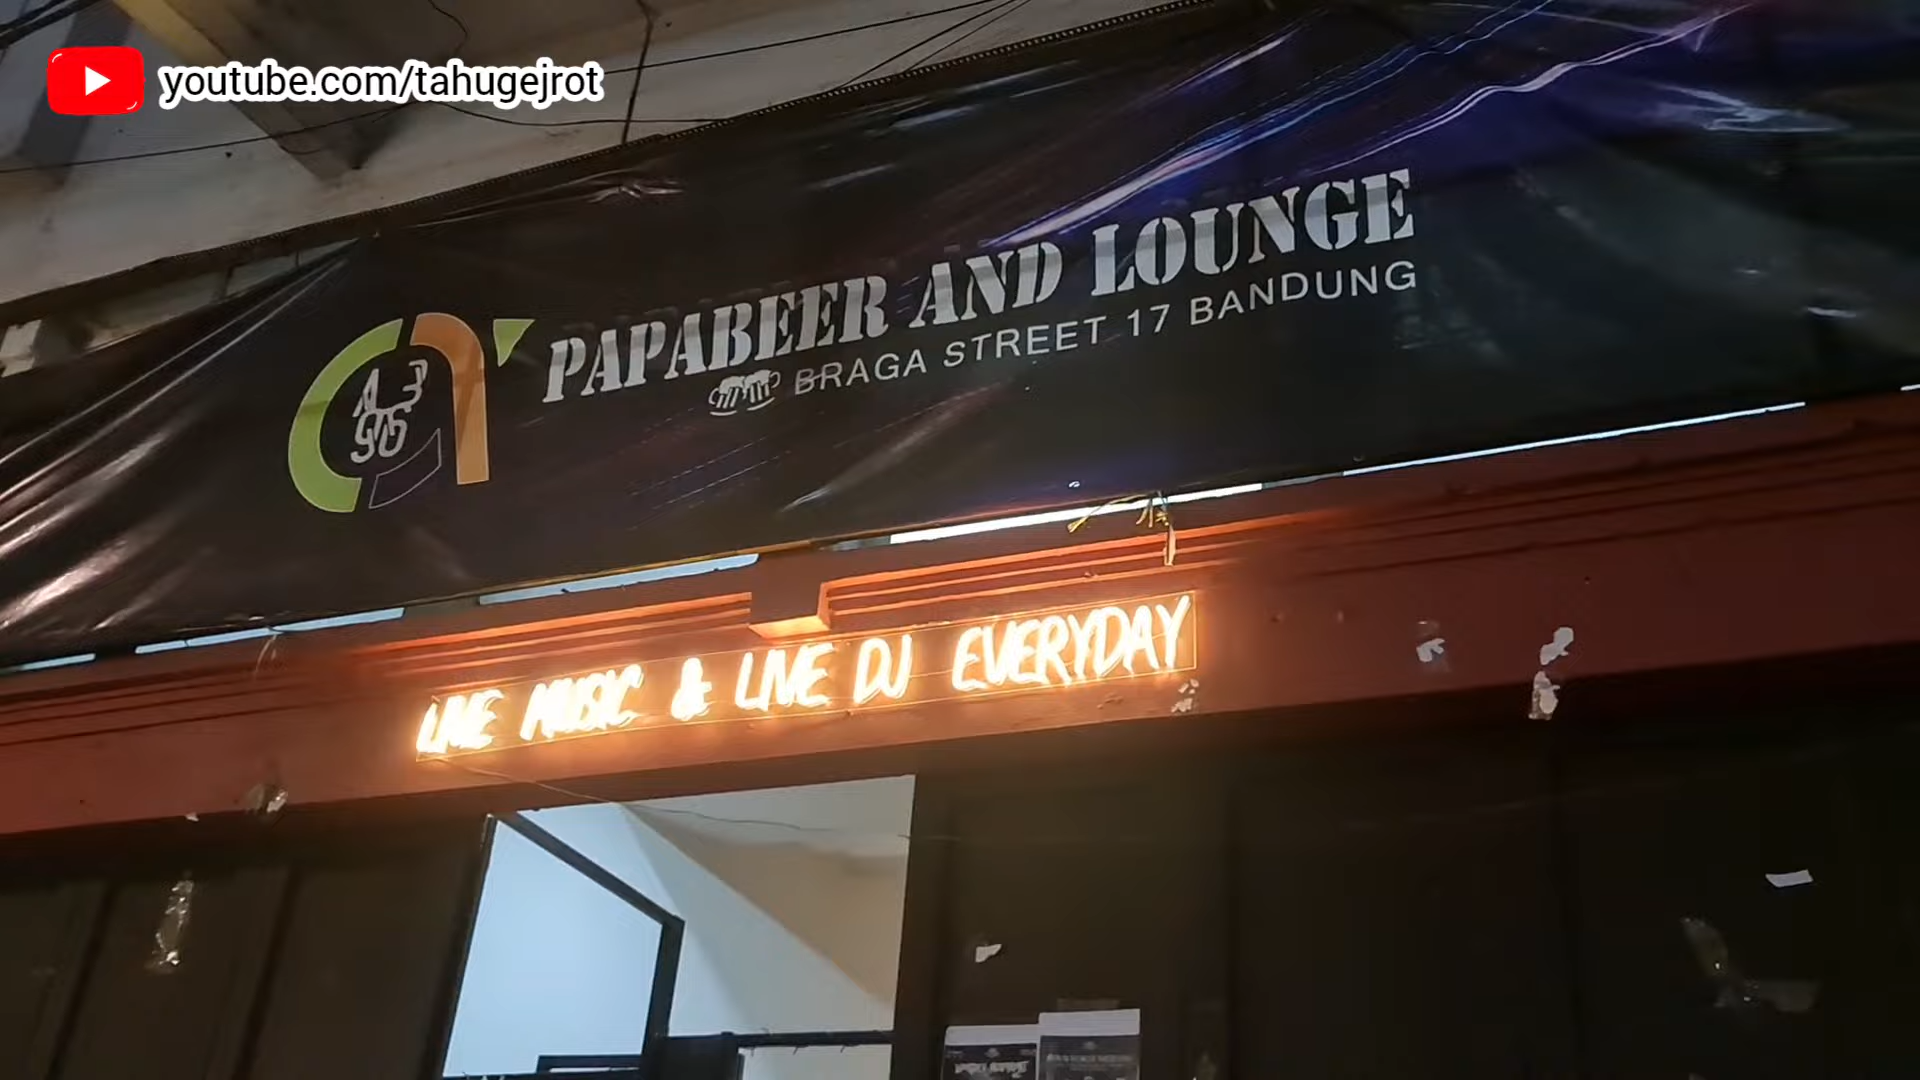 youtube.com/tahugejrot
PAPABEER AND LOUNGE
BRAGA STREET 17 BANDUNG
LIVE MUSIC & LIVE DJ EVERYDAY